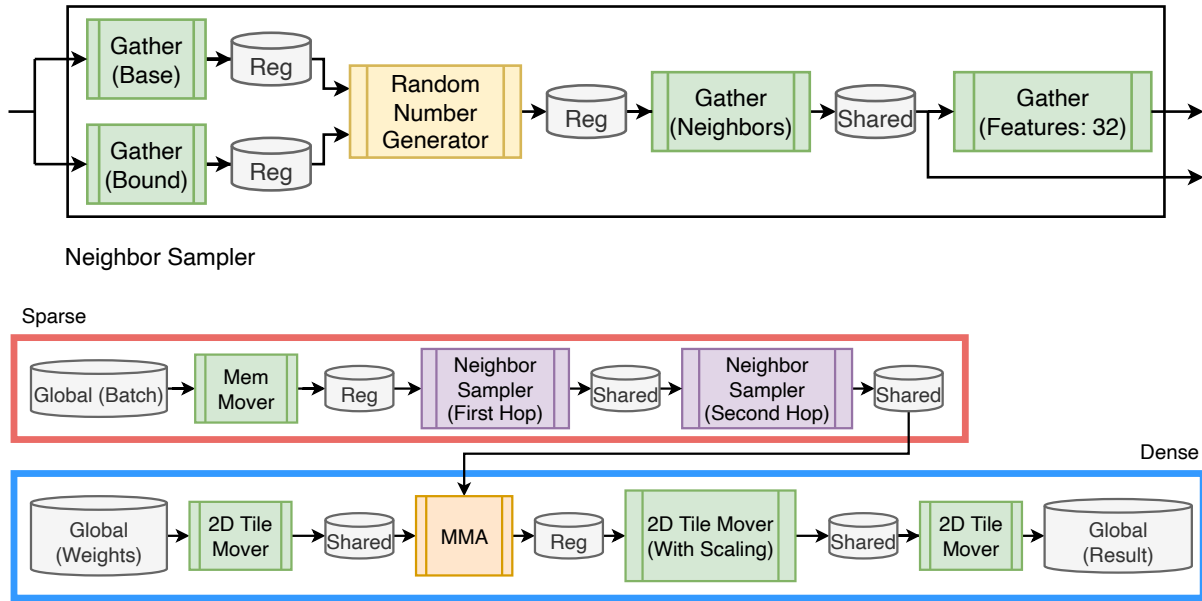 Gather
(Base)
Reg
Gather
(Bound)
Reg
Random
Number
Generator
Reg
Gather
(Neighbors)
Shared
Gather
(Features: 32)
Neighbor Sampler
Sparse
Global (Batch)
Mem
Mover
Reg
Neighbor
Sampler
(First Hop)
Shared
Neighbor
Sampler
(Second Hop)
Shared
Dense
Global
(Weights)
2D Tile
Mover
Shared
MMA
Reg
2D Tile Mover
(With Scaling)
Shared
2D Tile
Mover
Global
(Result)